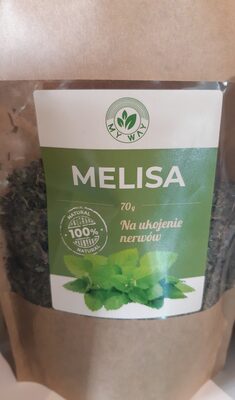 MY WAY
MELISA
70g
Na ukojenie
nerwów
NATURAL
100%
NATURAL